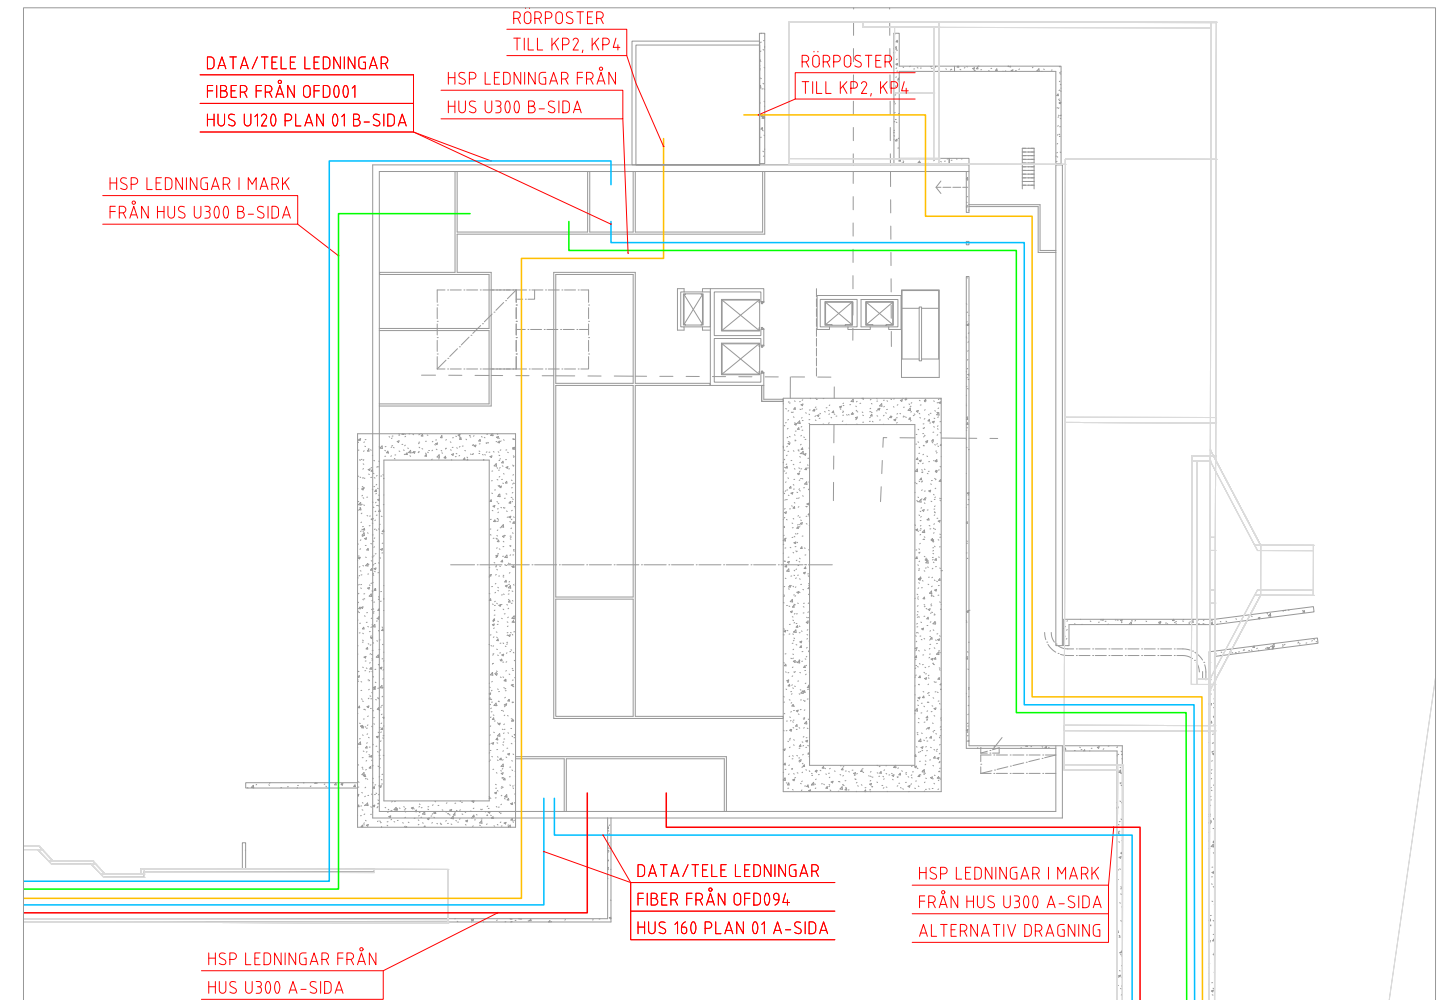 RÖRPOSTER
TILL KP2, KP4
DATA/TELE LEDNINGAR
FIBER FRÅN OFD001
HUS U120 PLAN 01 B-SIDA
HSP LEDNINGAR FRÅN
HUS U300 B-SIDA
RÖRPOSTER
TILL KP2, KP4
HSP LEDNINGAR I MARK
FRÅN HUS U300 B-SIDA
DATA/TELE LEDNINGAR
FIBER FRÅN OFD094
HUS 160 PLAN 01 A-SIDA
HSP LEDNINGAR I MARK
FRÅN HUS U300 A-SIDA
ALTERNATIV DRAGNING
HSP LEDNINGAR FRÅN
HUS U300 A-SIDA